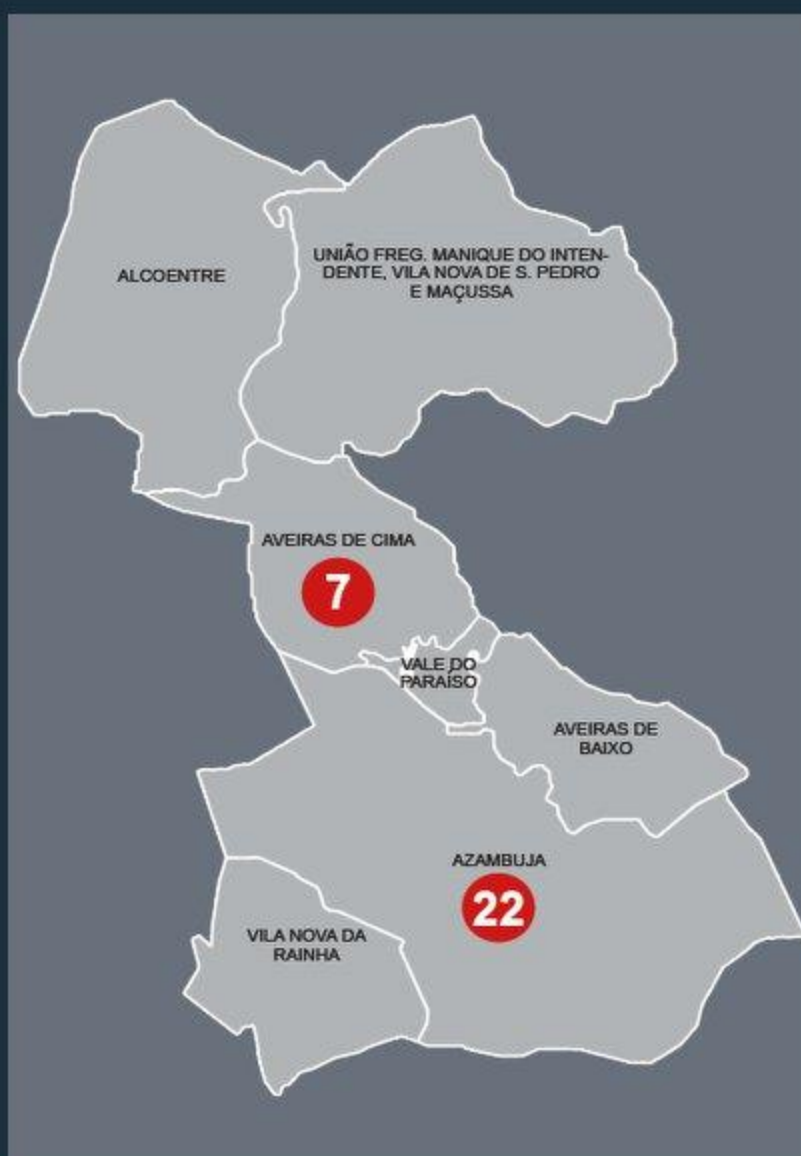 ALCOENTRE
UNIÃO FREG. MANIQUE DO INTEN-
DENTE, VILA NOVA DE S. PEDRO
E MAÇUSSA
AVEIRAS DE CIMA
7
VALE DO
PARAÍSO
AVEIRAS DE
BAIXO
AZAMBUJA
22
VILA NOVA DA
RAINHA